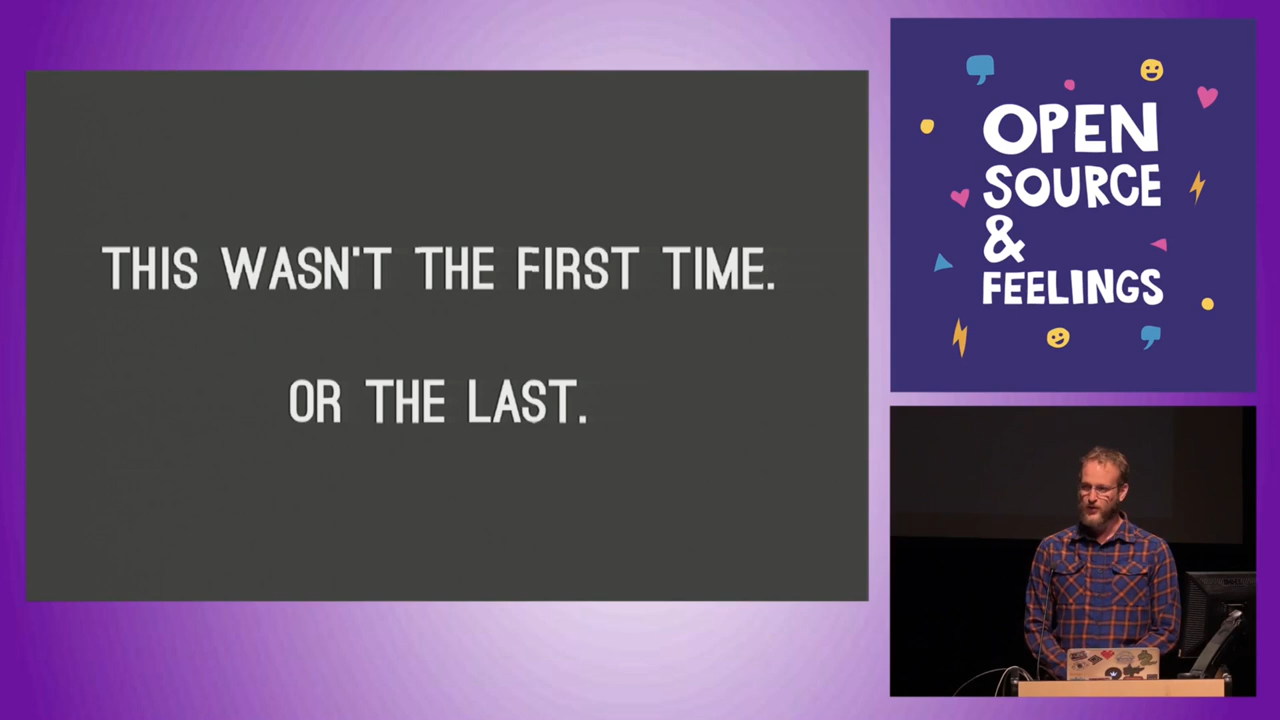 THIS WASN'T THE FIRST TIME.
OR THE LAST.
OPEN
SOURCE
&
FEELINGS